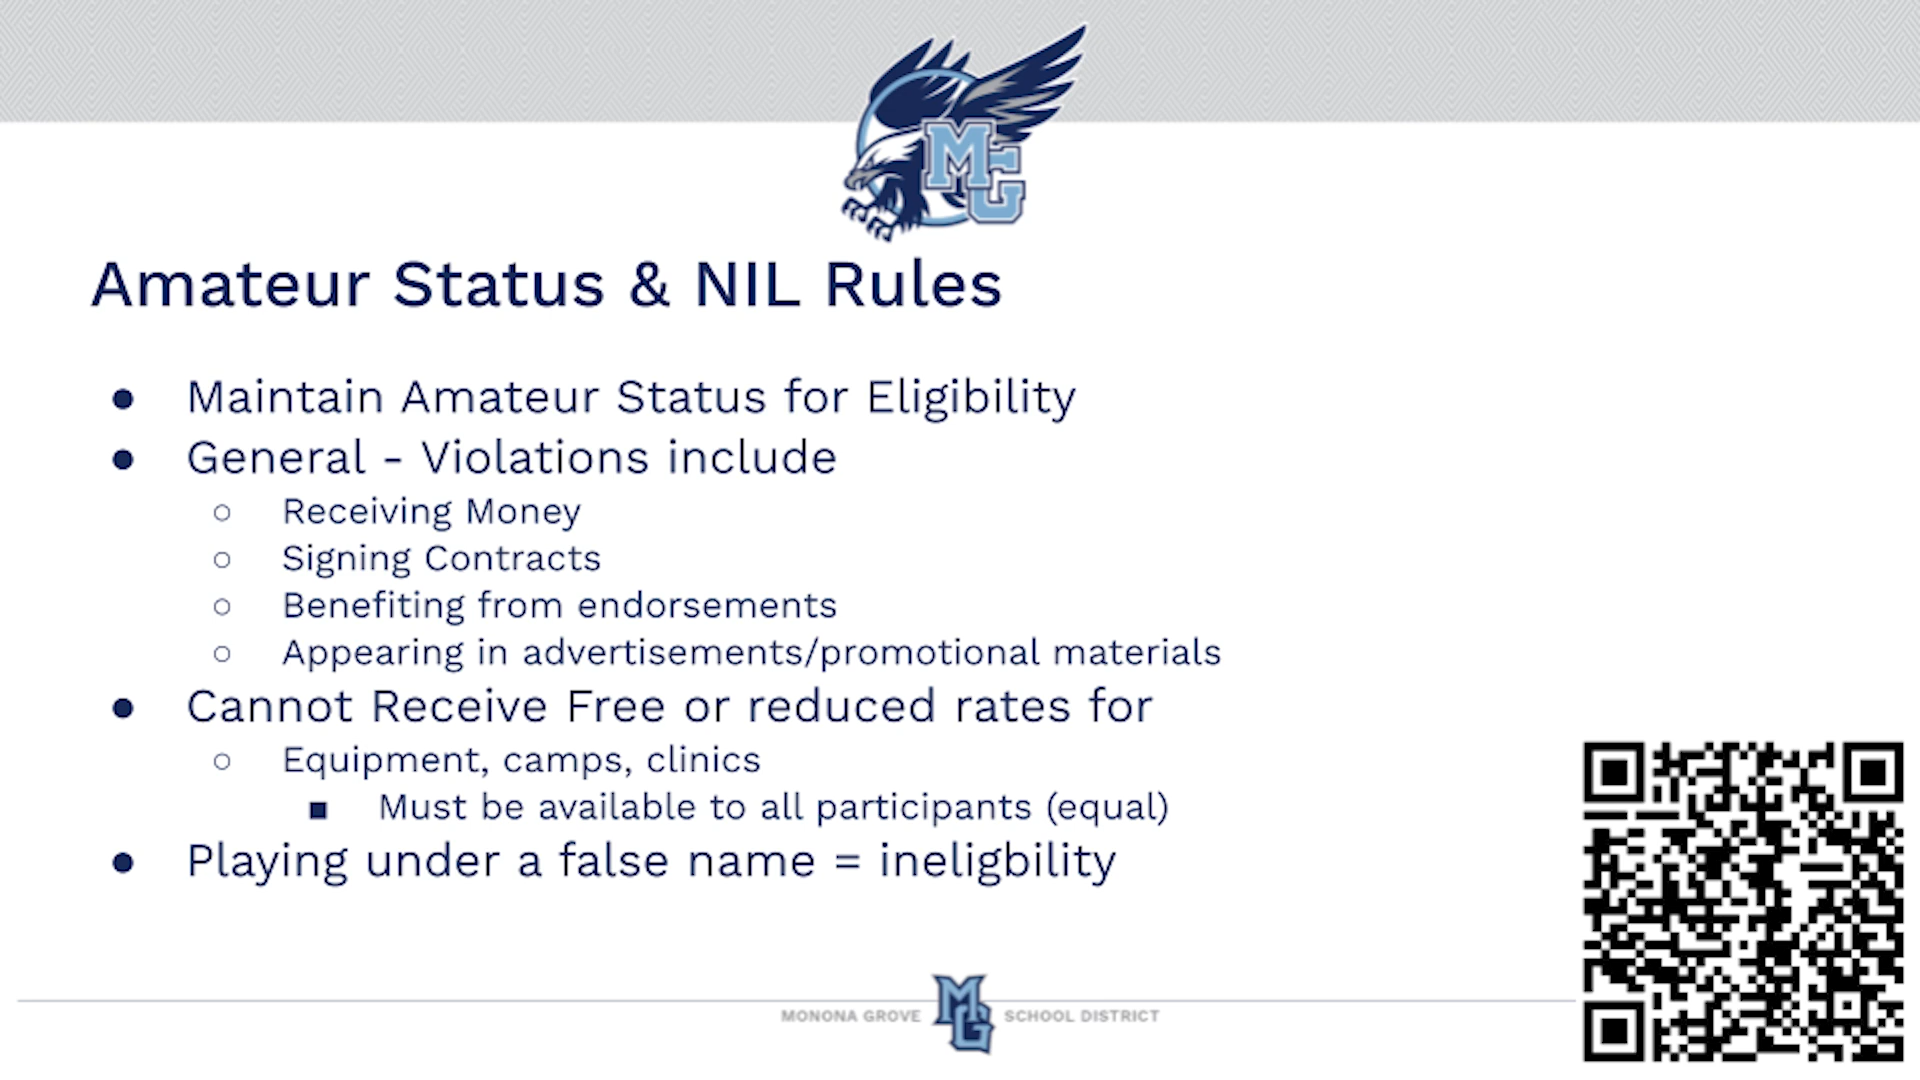 MG
Amateur Status & NIL Rules
● Maintain Amateur Status for Eligibility
● General - Violations include
○ Receiving Money
○ Signing Contracts
○ Benefiting from endorsements
○ Appearing in advertisements/promotional materials
● Cannot Receive Free or reduced rates for
○ Equipment, camps, clinics
■ Must be available to all participants (equal)
● Playing under a false name = ineligbility
MONONA GROVE MG SCHOOL DISTRICT